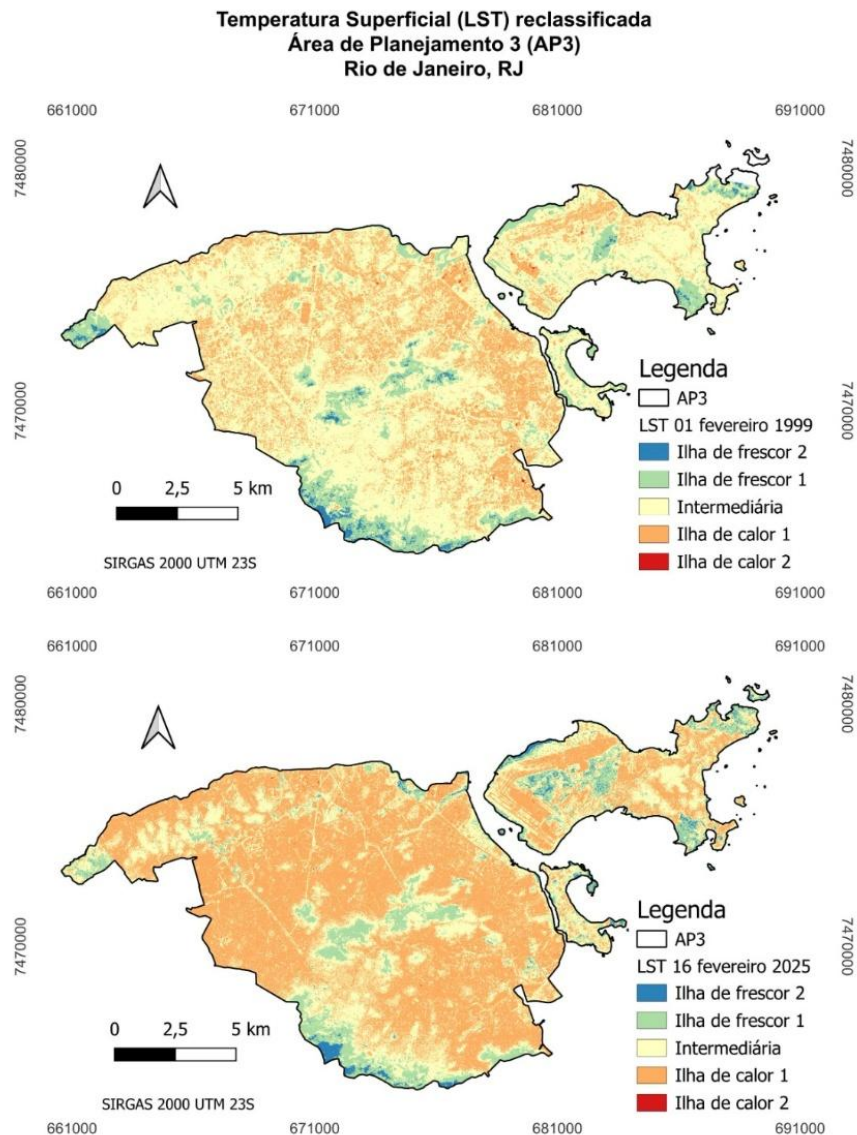 Temperatura Superficial (LST) reclassificada
Área de Planejamento 3 (AP3)
Rio de Janeiro, RJ
661000 671000 681000 691000
7480000 7480000
7470000 7470000
Legenda
AP3
LST 01 fevereiro 1999
Ilha de frescor 2
Ilha de frescor 1
Intermediária
Ilha de calor 1
Ilha de calor 2
0 2,5 5 km
SIRGAS 2000 UTM 23S
661000 671000 681000 691000
661000 671000 681000 691000
7480000 7480000
7470000 7470000
Legenda
AP3
LST 16 fevereiro 2025
Ilha de frescor 2
Ilha de frescor 1
Intermediária
Ilha de calor 1
Ilha de calor 2
0 2,5 5 km
SIRGAS 2000 UTM 23S
661000 671000 681000 691000